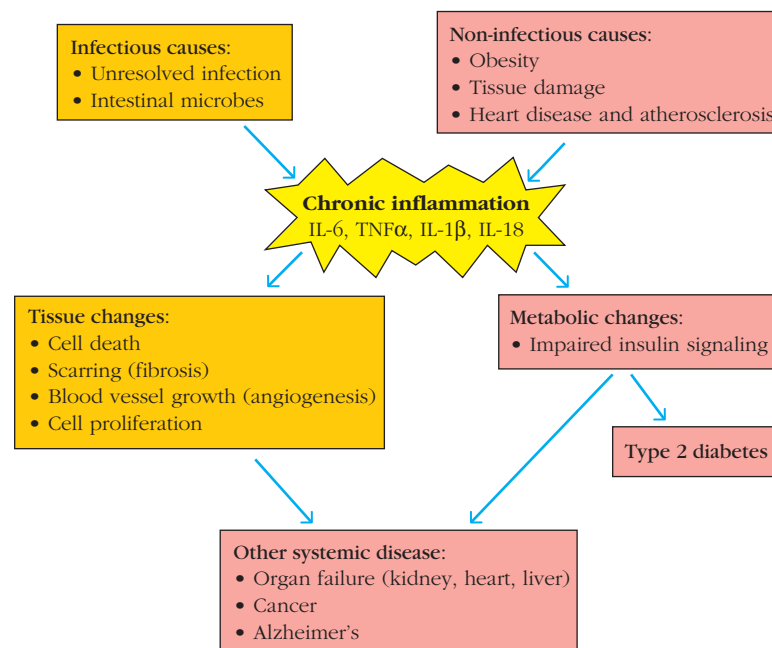 Infectious causes:
• Unresolved infection
• Intestinal microbes
Non-infectious causes:
• Obesity
• Tissue damage
• Heart disease and atherosclerosis
Chronic inflammation
IL-6, TNFα, IL-1β, IL-18
Tissue changes:
• Cell death
• Scarring (fibrosis)
• Blood vessel growth (angiogenesis)
• Cell proliferation
Metabolic changes:
• Impaired insulin signaling
Type 2 diabetes
Other systemic disease:
• Organ failure (kidney, heart, liver)
• Cancer
• Alzheimer's